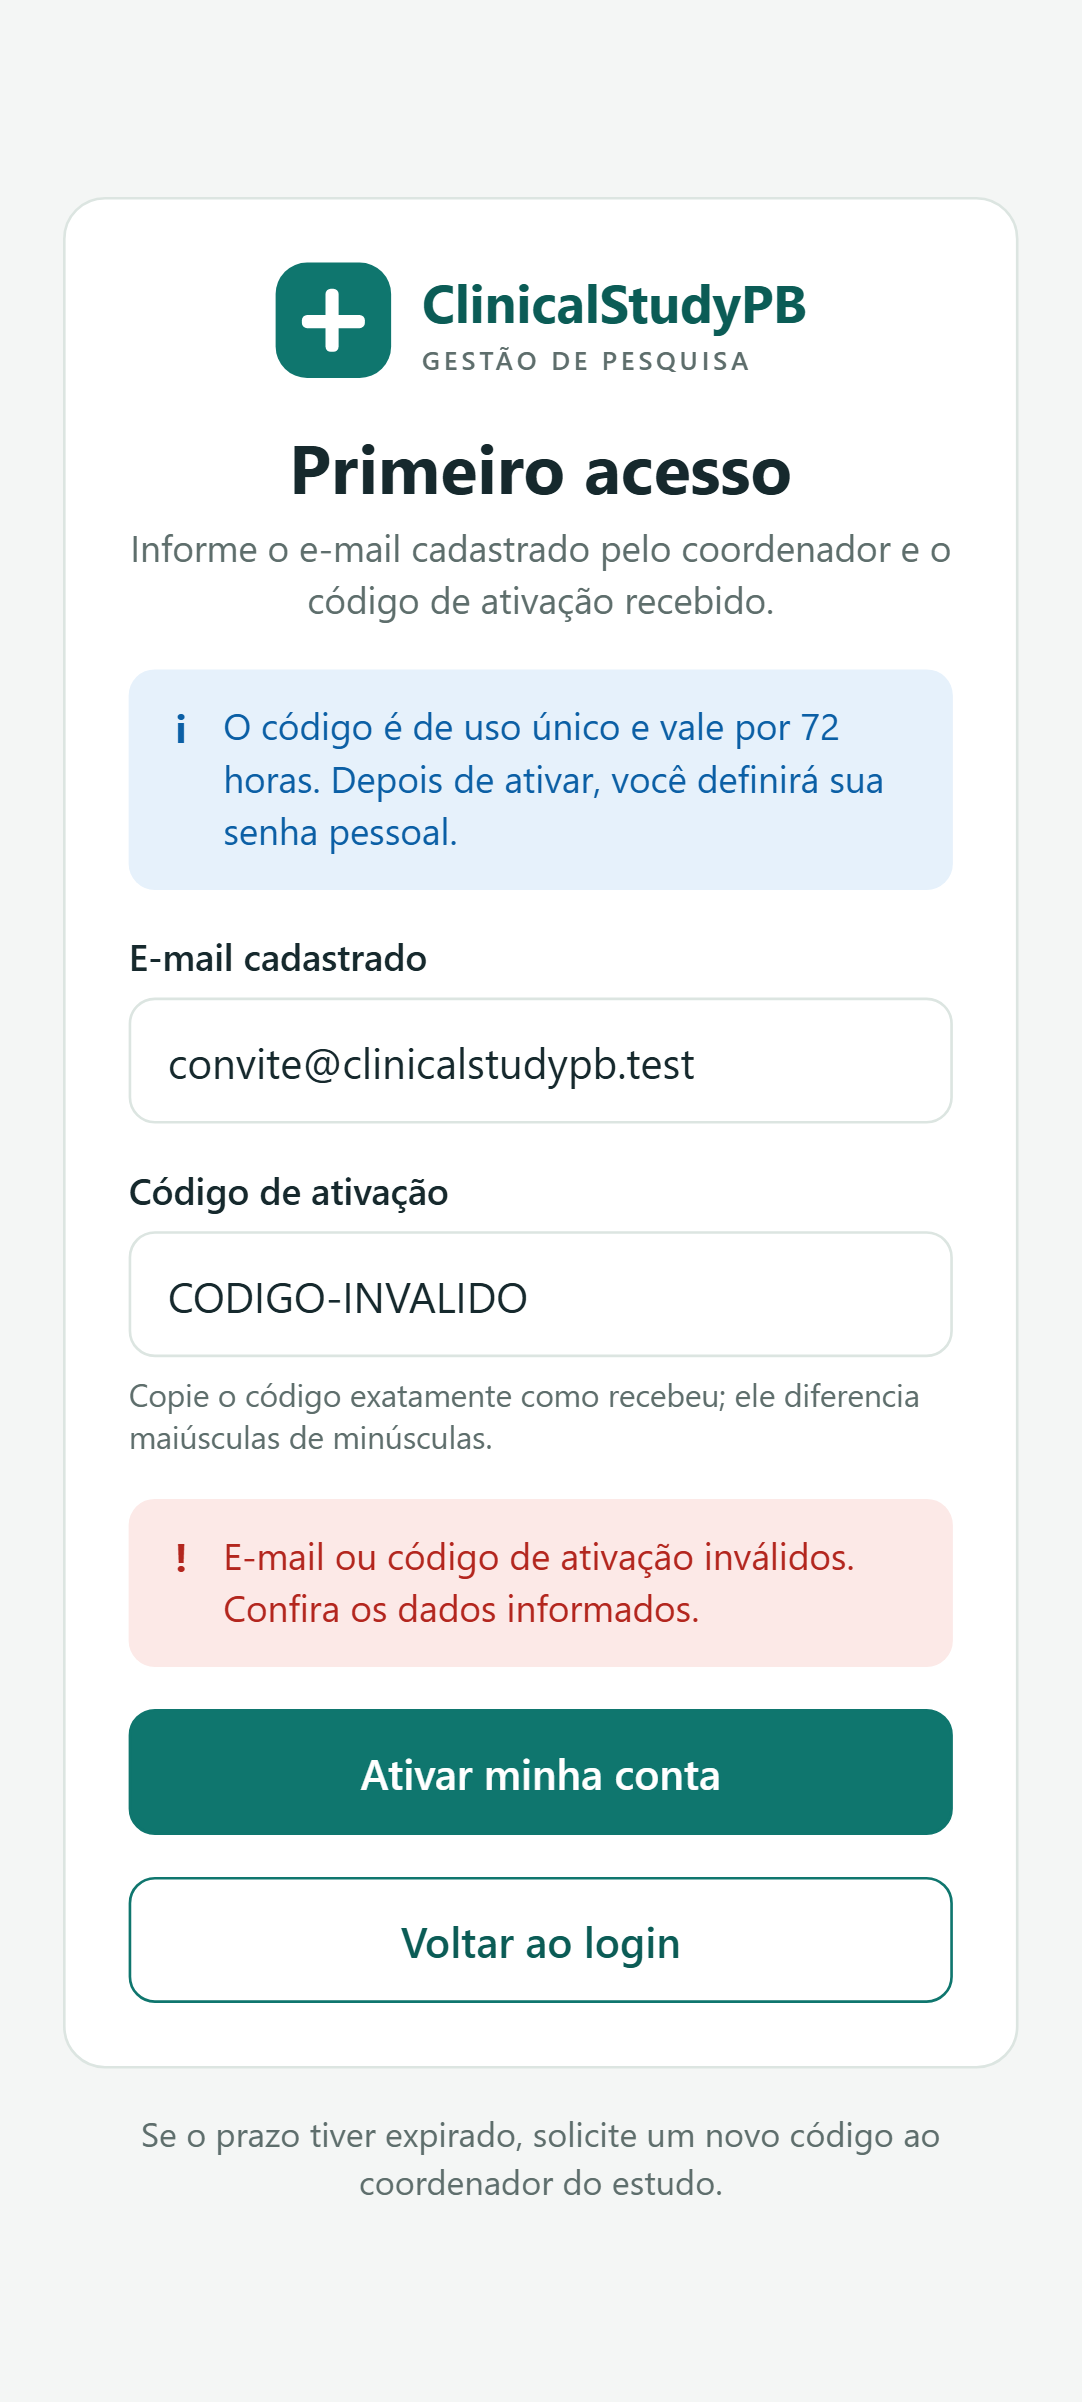 ClinicalStudyPB
GESTÃO DE PESQUISA
Primeiro acesso
Informe o e-mail cadastrado pelo coordenador e o
código de ativação recebido.
i O código é de uso único e vale por 72
horas. Depois de ativar, você definirá sua
senha pessoal.
E-mail cadastrado
convite@clinicalstudypb.test
Código de ativação
CODIGO-INVALIDO
Copie o código exatamente como recebeu; ele diferencia
maiúsculas de minúsculas.
! E-mail ou código de ativação inválidos.
Confira os dados informados.
Ativar minha conta
Voltar ao login
Se o prazo tiver expirado, solicite um novo código ao
coordenador do estudo.